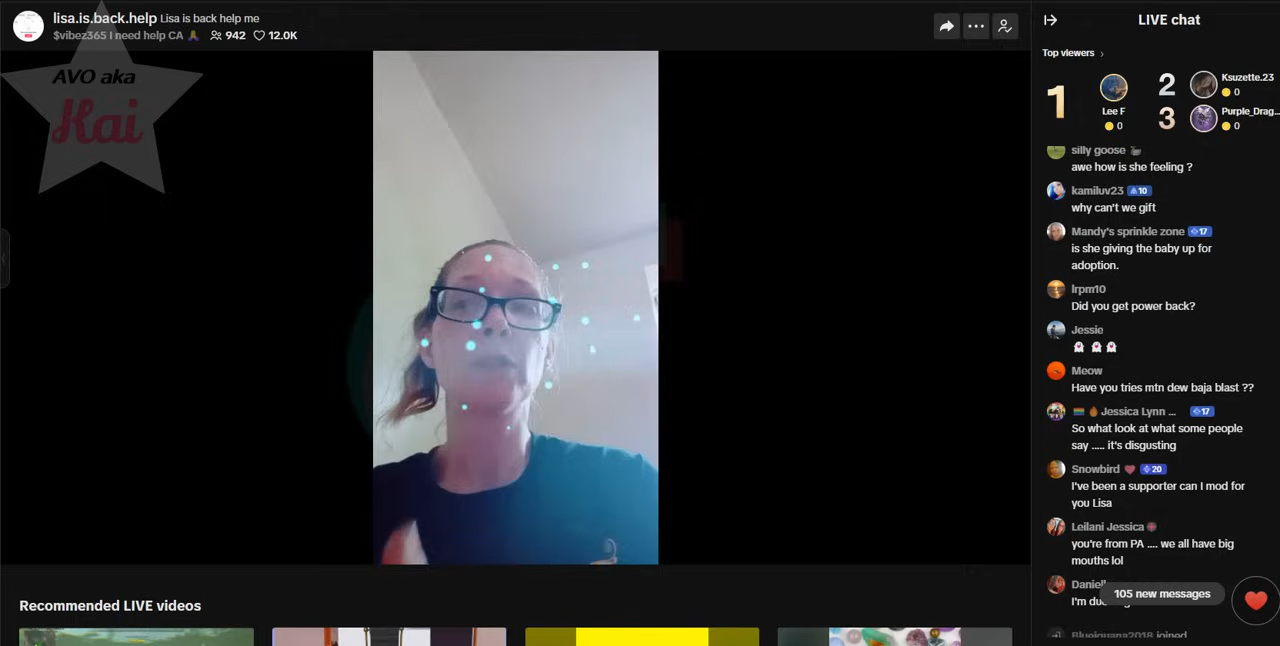 lisa.is.back.help Lisa is back help me
$vibez365 I need help CA 942 12.0K
AVO aka
Kai
LIVE chat
Top viewers
1
Lee F
0
2
Ksuzette.23
0
3
Purple_Drag...
0
silly goose
awe how is she feeling ?
kamiluv23 10
why can't we gift
Mandy's sprinkle zone 17
is she giving the baby up for
adoption.
lrpm10
Did you get power back?
Jessie
Meow
Have you tries mtn dew baja blast ??
Jessica Lynn ... 17
So what look at what some people
say ..... it's disgusting
Snowbird 20
I've been a supporter can I mod for
you Lisa
Leilani Jessica
you're from PA .... we all have big
mouths lol
105 new messages
I'm
Blueiguana2018 joined
Recommended LIVE videos